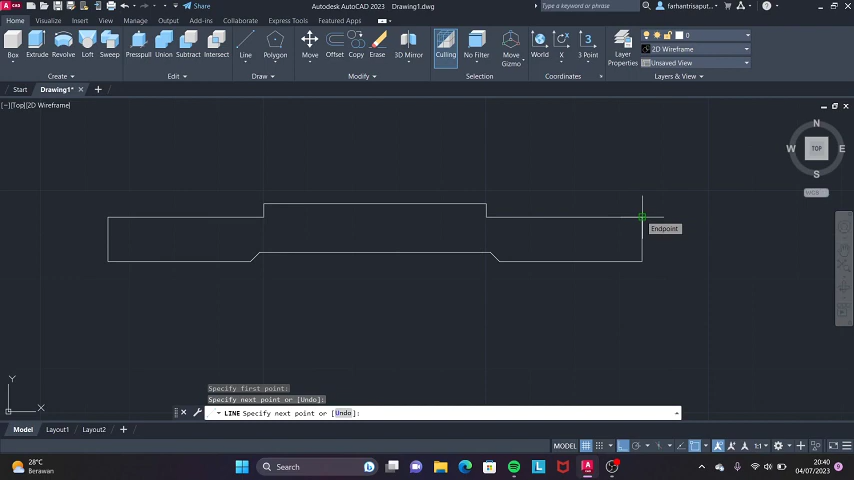 A CAD
Share
Autodesk AutoCAD 2023 Drawing1.dwg
Type a keyword or phrase
farhantrisaput...
Home Solid Visualize View Manage Output Add-ins Collaborate Express Tools Featured Apps
Box Extrude Revolve Loft Sweep
Presspull Union Subtract Intersect
Line Polygon
Move Offset Copy Erase 3D Mirror
Culling No Filter
Move Gizmo
World X 3 Point
Layer Properties
0
2D Wireframe
Unsaved View
Create Edit Draw Modify Selection Coordinates Layers & View
Start Drawing1*
[−][Top][2D Wireframe]
N
W TOP E
S
WCS
Endpoint
Y
X
Specify first point:
Specify next point or [Undo]:
LINE Specify next point or [Undo]:
Model Layout1 Layout2
MODEL 1:1
28°C
Berawan
Search
20:40
04/07/2023